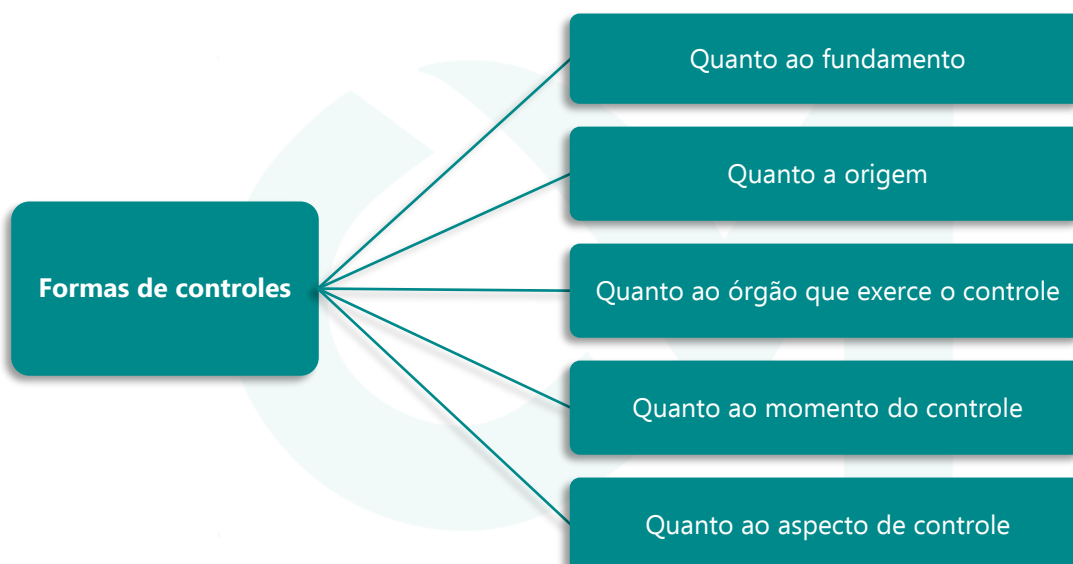 Quanto ao fundamento
Quanto a origem
Formas de controles
Quanto ao órgão que exerce o controle
Quanto ao momento do controle
Quanto ao aspecto de controle